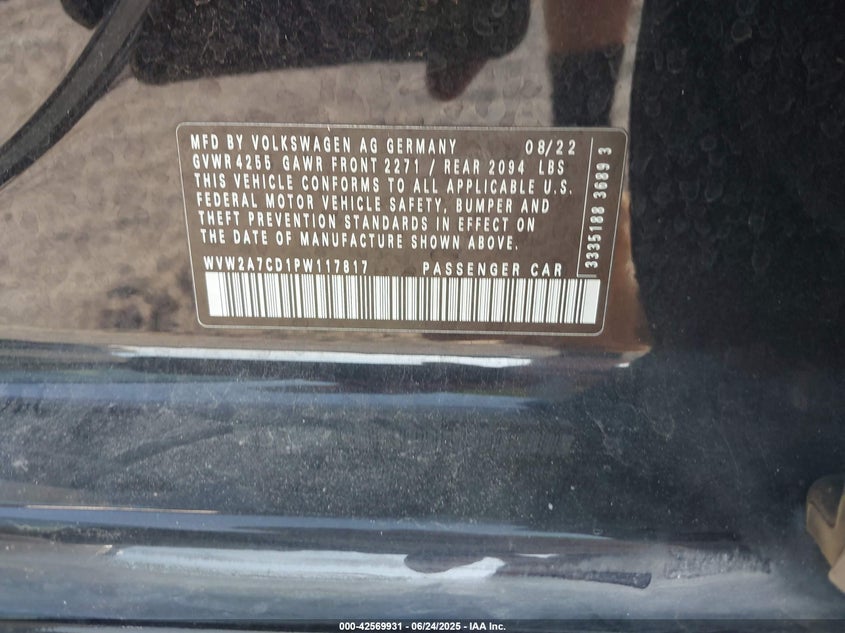 MFD BY VOLKSWAGEN AG GERMANY 08/22
GVWR 4255 GAWR FRONT 2271 / REAR 2094 LBS
THIS VEHICLE CONFORMS TO ALL APPLICABLE U.S.
FEDERAL MOTOR VEHICLE SAFETY, BUMPER AND
THEFT PREVENTION STANDARDS IN EFFECT ON
THE DATE OF MANUFACTURE SHOWN ABOVE.
WVW2A7CD1PW117817 PASSENGER CAR
3335188 3689 3
000-42569931 - 06/24/2025 - IAA Inc.